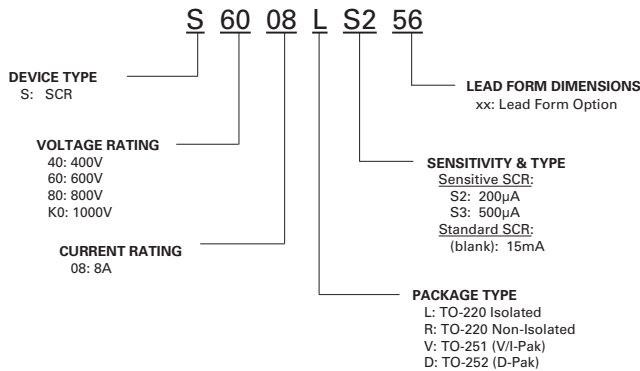 S 60 08 L S2 56
DEVICE TYPE
S: SCR
VOLTAGE RATING
40: 400V
60: 600V
80: 800V
K0: 1000V
CURRENT RATING
08: 8A
LEAD FORM DIMENSIONS
xx: Lead Form Option
SENSITIVITY & TYPE
Sensitive SCR:
S2: 200µA
S3: 500µA
Standard SCR:
(blank): 15mA
PACKAGE TYPE
L: TO-220 Isolated
R: TO-220 Non-Isolated
V: TO-251 (V/I-Pak)
D: TO-252 (D-Pak)